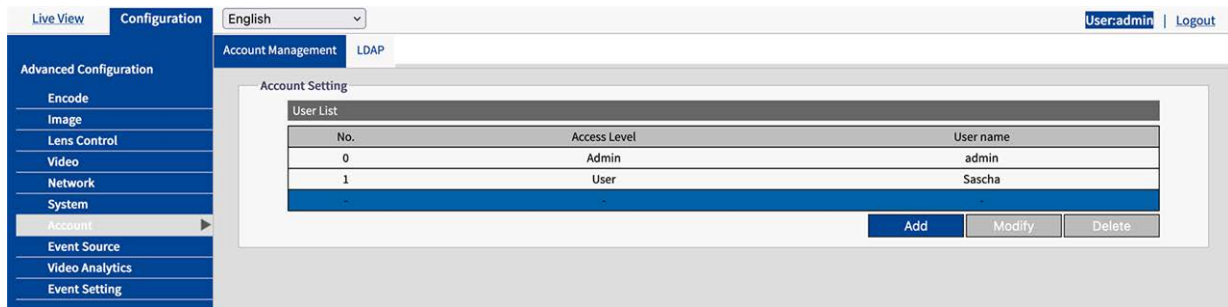 Live View Configuration English User:admin | Logout
Account Management LDAP
Advanced Configuration
Account Setting
Encode
User List
Image
No. Access Level User name
Lens Control
0 Admin admin
Video
1 User Sascha
Network
- - -
System
Account
Add Modify Delete
Event Source
Video Analytics
Event Setting